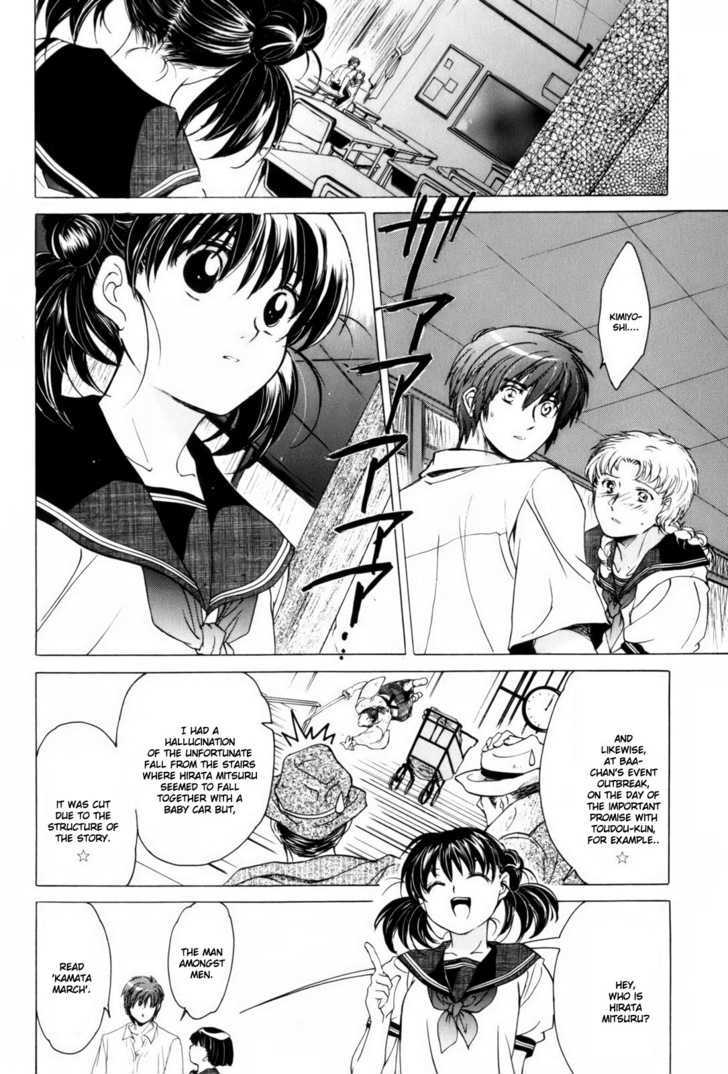 KIMIYO-
SHI....
ガァァァァァァ...
AND
LIKEWISE,
AT BAA-
CHAN'S EVENT
OUTBREAK,
ON THE DAY OF
THE IMPORTANT
PROMISE WITH
TOUDOU-KUN,
FOR EXAMPLE..
☆
I HAD A
HALLUCINATION
OF THE UNFORTUNATE
FALL FROM THE STAIRS
WHERE HIRATA MITSURU
SEEMED TO FALL
TOGETHER WITH A
BABY CAR BUT,
IT WAS CUT
DUE TO THE
STRUCTURE OF
THE STORY.
☆
HEY,
WHO IS
HIRATA
MITSURU?
THE MAN
AMONGST
MEN.
READ
'KAMATA
MARCH'.